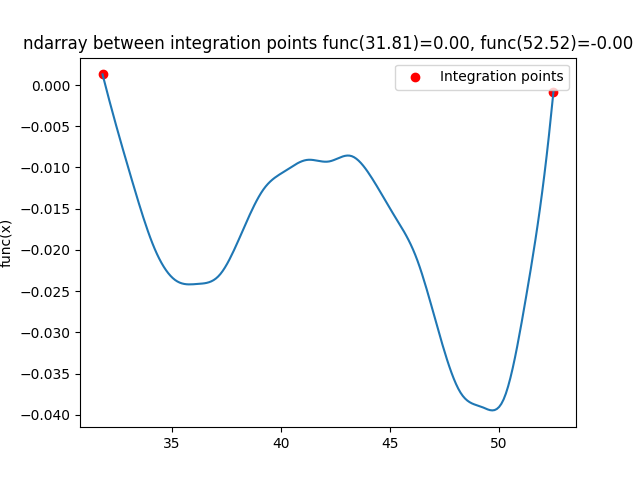 ndarray between integration points func(31.81)=0.00, func(52.52)=-0.00
Integration points
func(x)
0.000
-0.005
-0.010
-0.015
-0.020
-0.025
-0.030
-0.035
-0.040
35 40 45 50